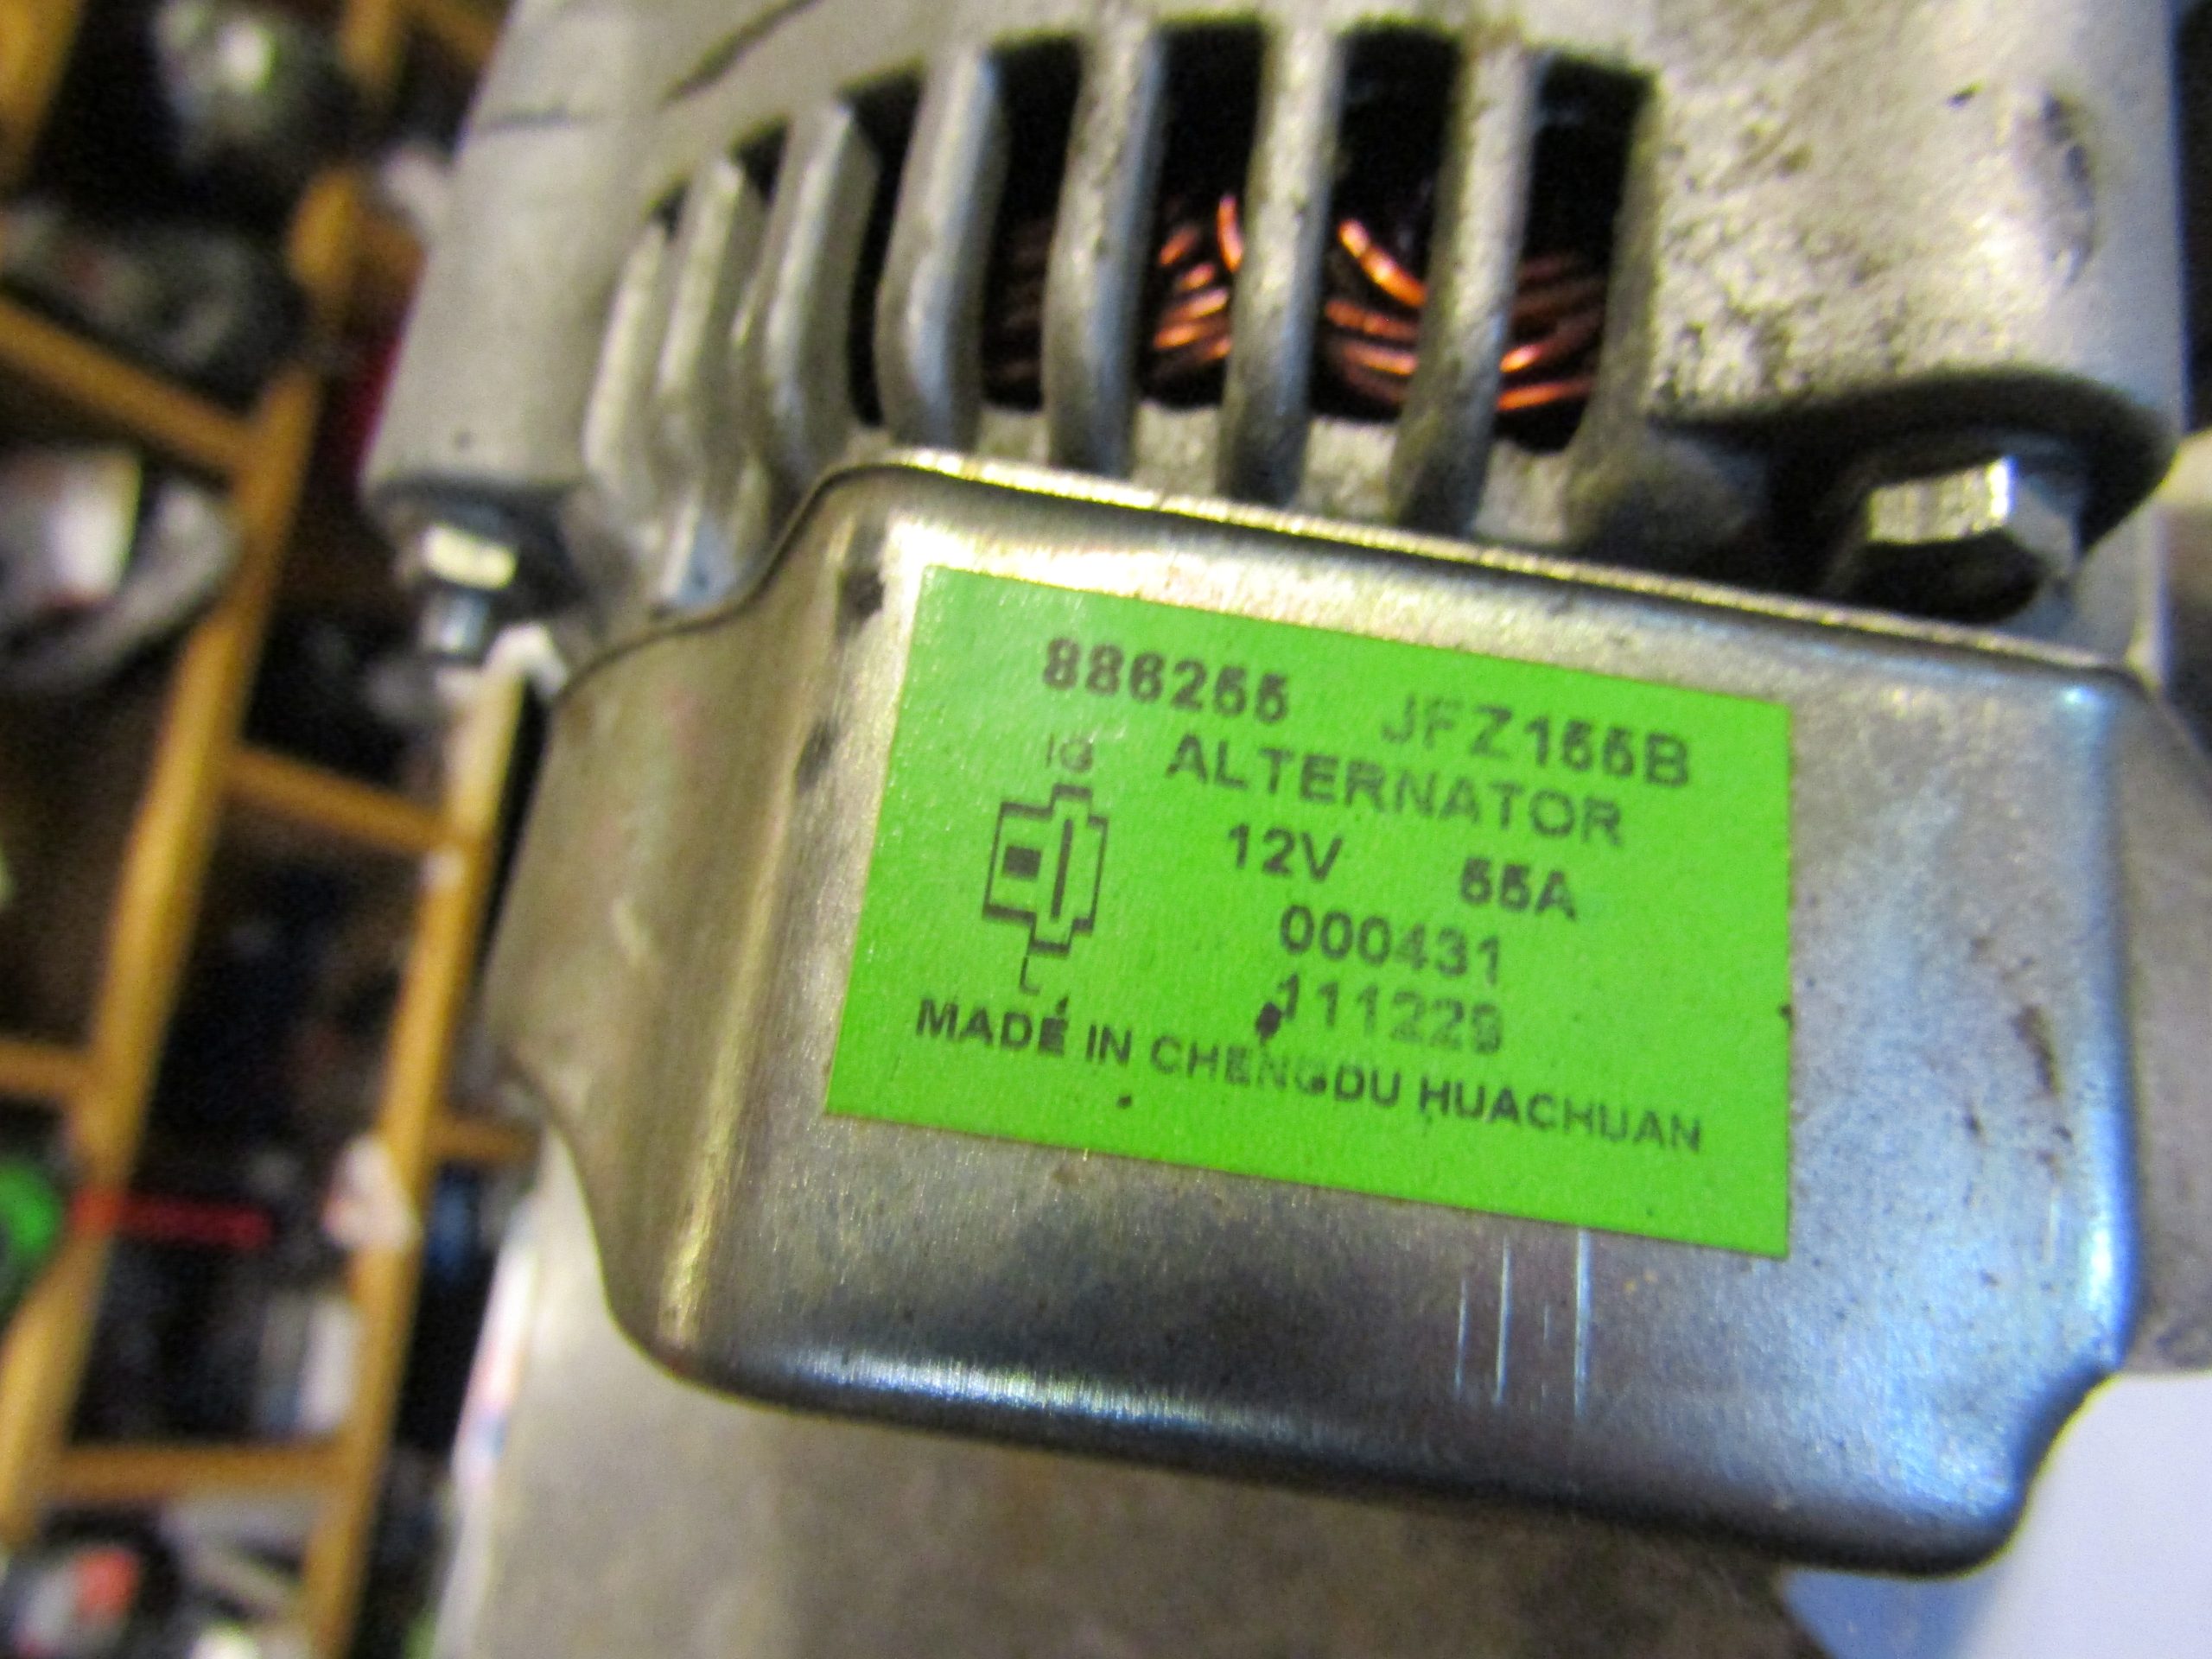 886255 JFZ155B
IG ALTERNATOR
12V 55A
000431
111229
L
MADE IN CHENGDU HUACHUAN